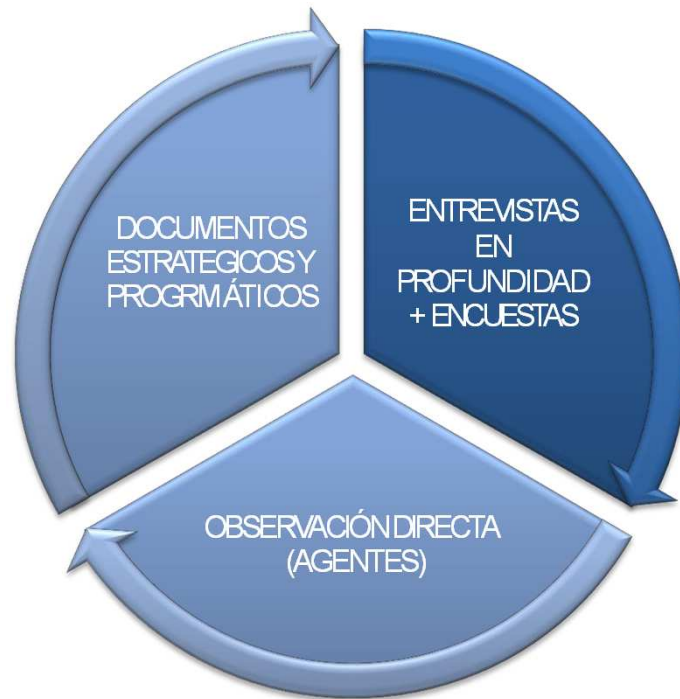 DOCUMENTOS
ESTRATEGICOS Y
PROGRMÁTICOS
ENTREVISTAS
EN
PROFUNDIDAD
+ ENCUESTAS
OBSERVACIÓN DIRECTA
(AGENTES)